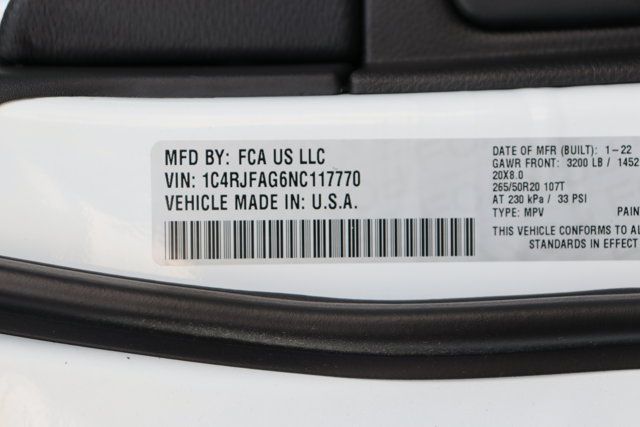 MFD BY: FCA US LLC
VIN: 1C4RJFAG6NC117770
VEHICLE MADE IN: U.S.A.
DATE OF MFR (BUILT): 1-22
GAWR FRONT: 3200 LB / 1452
20X8.0
265/50R20 107T
AT 230 kPa / 33 PSI
TYPE: MPV PAIN
THIS VEHICLE CONFORMS TO AL
STANDARDS IN EFFECT